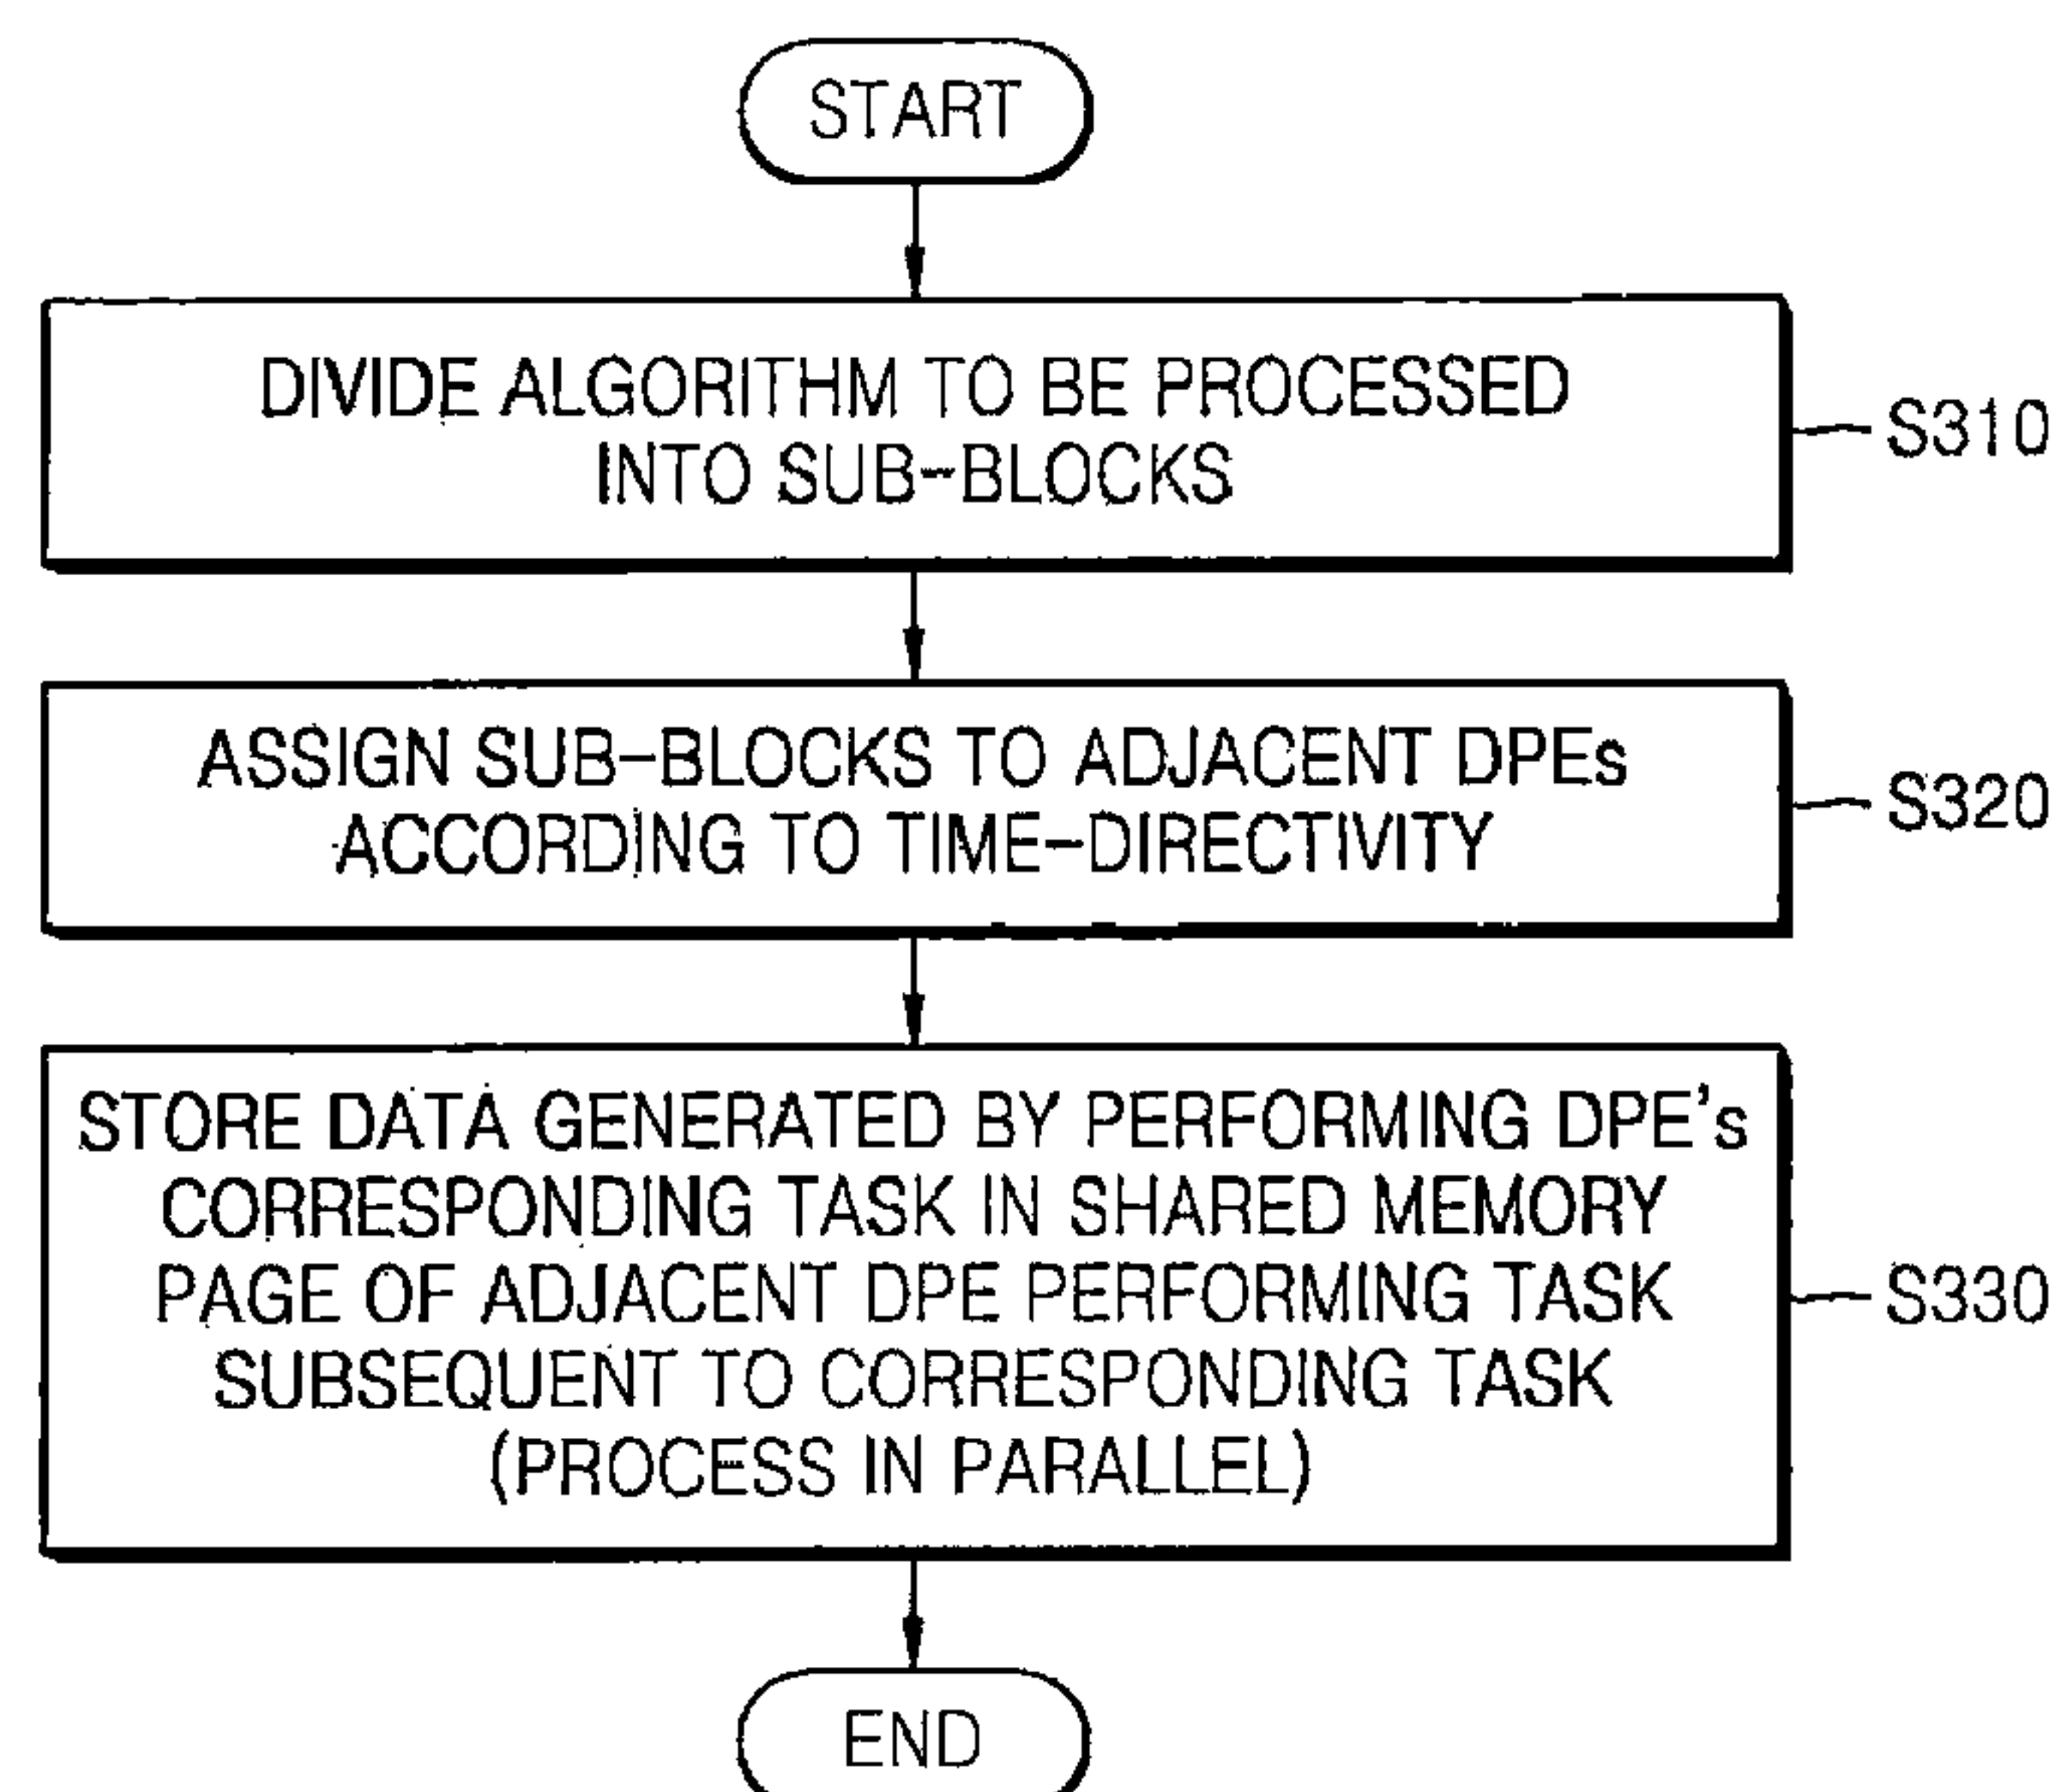 START
DIVIDE ALGORITHM TO BE PROCESSED
INTO SUB-BLOCKS
S310
ASSIGN SUB-BLOCKS TO ADJACENT DPEs
ACCORDING TO TIME-DIRECTIVITY
S320
STORE DATA GENERATED BY PERFORMING DPE's
CORRESPONDING TASK IN SHARED MEMORY
PAGE OF ADJACENT DPE PERFORMING TASK
SUBSEQUENT TO CORRESPONDING TASK
(PROCESS IN PARALLEL)
S330
END